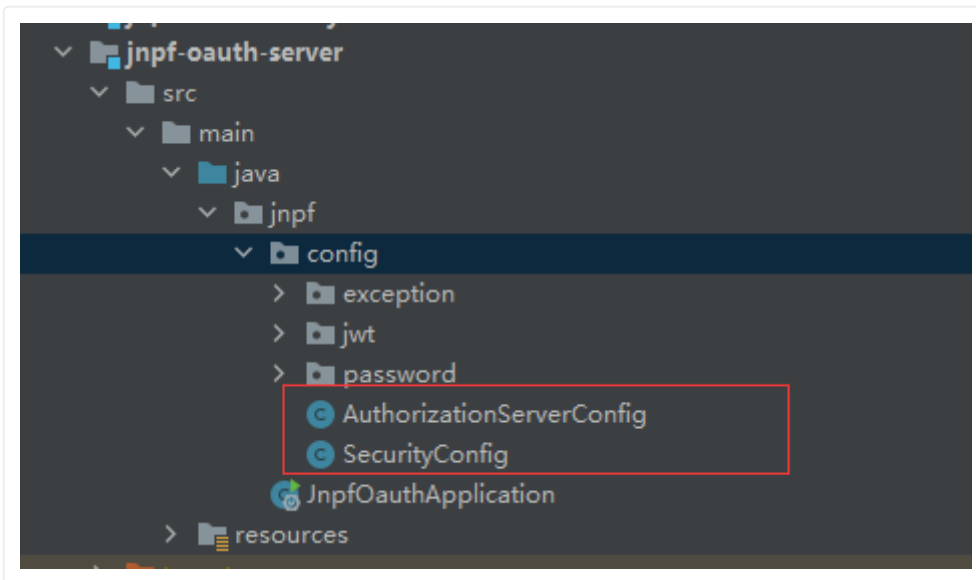 jnpf-oauth-server
src
main
java
jnpf
config
exception
jwt
password
AuthorizationServerConfig
SecurityConfig
JnpfOauthApplication
resources